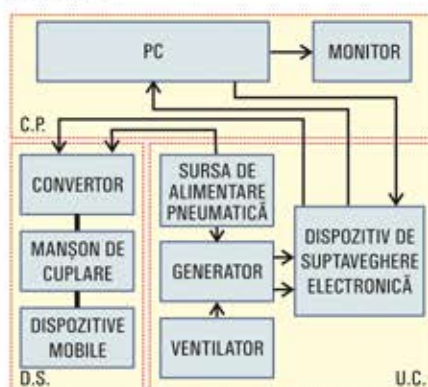 PC
MONITOR
C.P.
CONVERTOR
MANȘON DE
CUPLARE
DISPOZITIVE
MOBILE
D.S.
SURSA DE
ALIMENTARE
PNEUMATICĂ
GENERATOR
VENTILATOR
DISPOZITIV DE
SUPTAVEGHERE
ELECTRONICĂ
U.C.